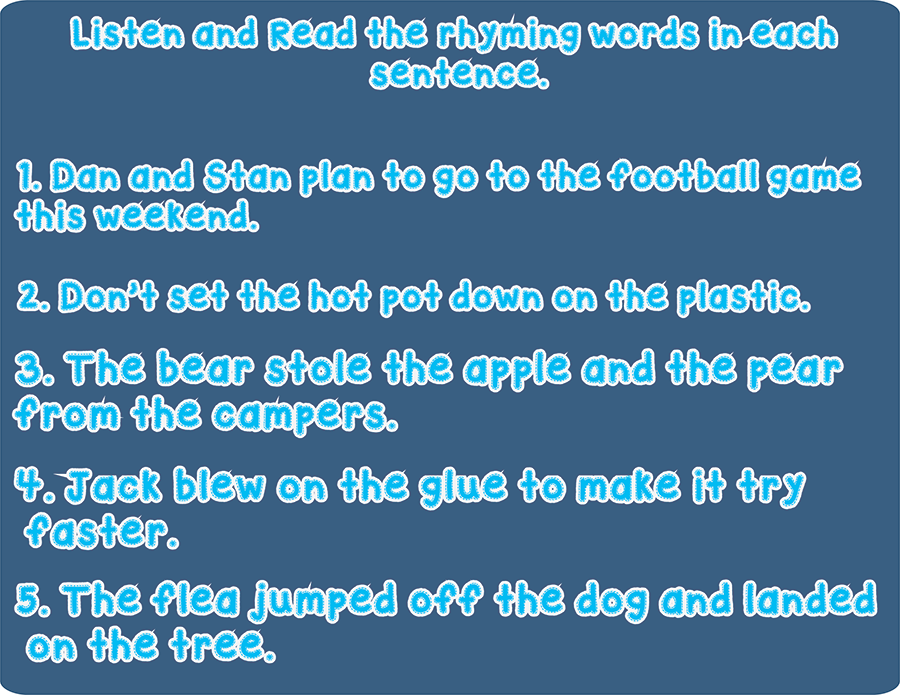 Listen and Read the rhyming words in each
sentence.
1. Dan and Stan plan to go to the football game
this weekend.
2. Don't set the hot pot down on the plastic.
3. The bear stole the apple and the pear
from the campers.
4. Jack blew on the glue to make it try
faster.
5. The flea jumped off the dog and landed
on the tree.